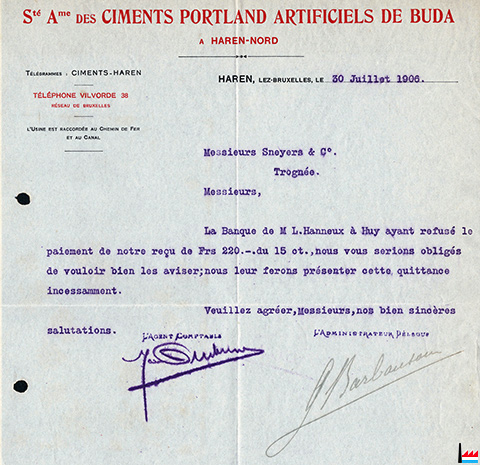 Sté Ame DES CIMENTS PORTLAND ARTIFICIELS DE BUDA
A HAREN-NORD
TÉLÉGRAMMES : CIMENTS-HAREN
HAREN, LEZ-BRUXELLES, LE 30 Juillet 1906.
TÉLÉPHONE VILVORDE 38
RÉSEAU DE BRUXELLES
L'USINE EST RACCORDÉE AU CHEMIN DE FER
ET AU CANAL
Messieurs Sneyers & C°.
Trognée.
Messieurs,
La Banque de M L.Hanneux à Huy ayant refusé le
paiement de notre reçu de Frs 220.-.du 15 ct.,nous vous serions obligés
de vouloir bien les aviser;nous leur ferons présenter cette quittance
incessamment.
Veuillez agréer,Messieurs,nos bien sincères
salutations.
L'AGENT COMPTABLE
L'ADMINISTRATEUR DÉLÉGUÉ